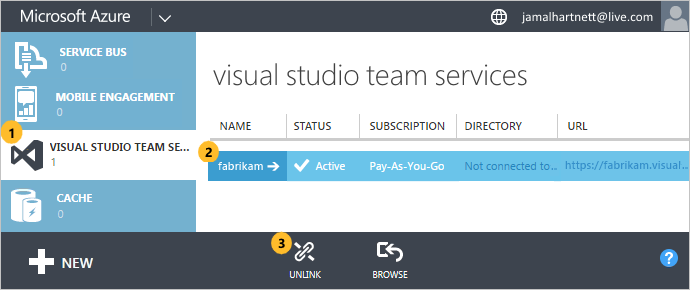 Microsoft Azure
jamalhartnett@live.com
SERVICE BUS
0
MOBILE ENGAGEMENT
0
1
VISUAL STUDIO TEAM SE...
1
CACHE
0
visual studio team services
NAME STATUS SUBSCRIPTION DIRECTORY URL
2
fabrikam Active Pay-As-You-Go Not connected to... https://fabrikam.visual...
NEW
3
UNLINK
BROWSE
?